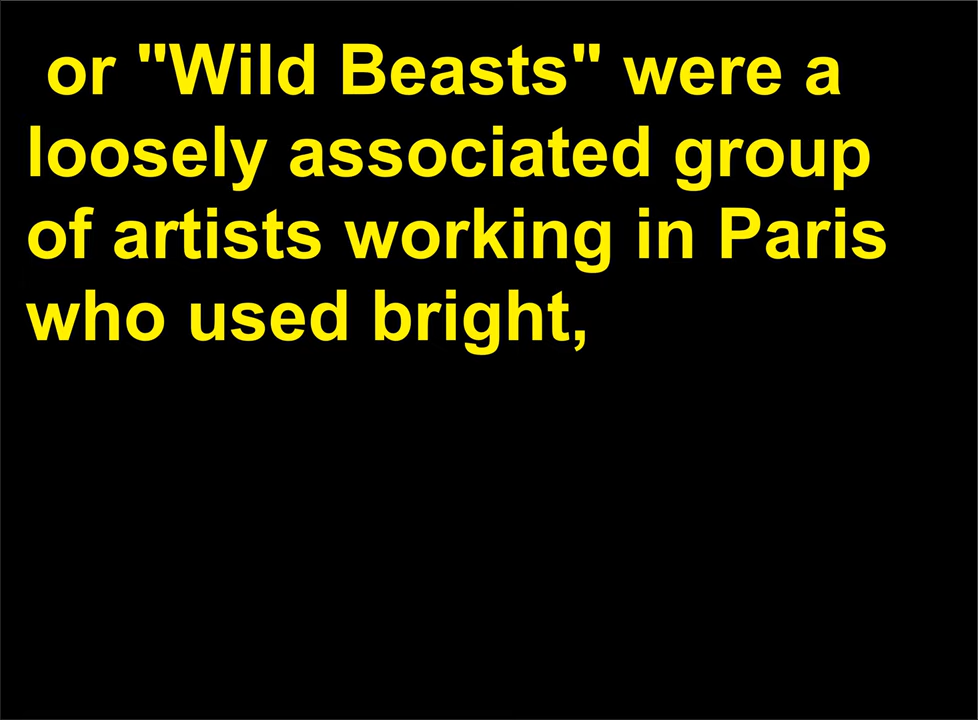 or "Wild Beasts" were a
loosely associated group
of artists working in Paris
who used bright,